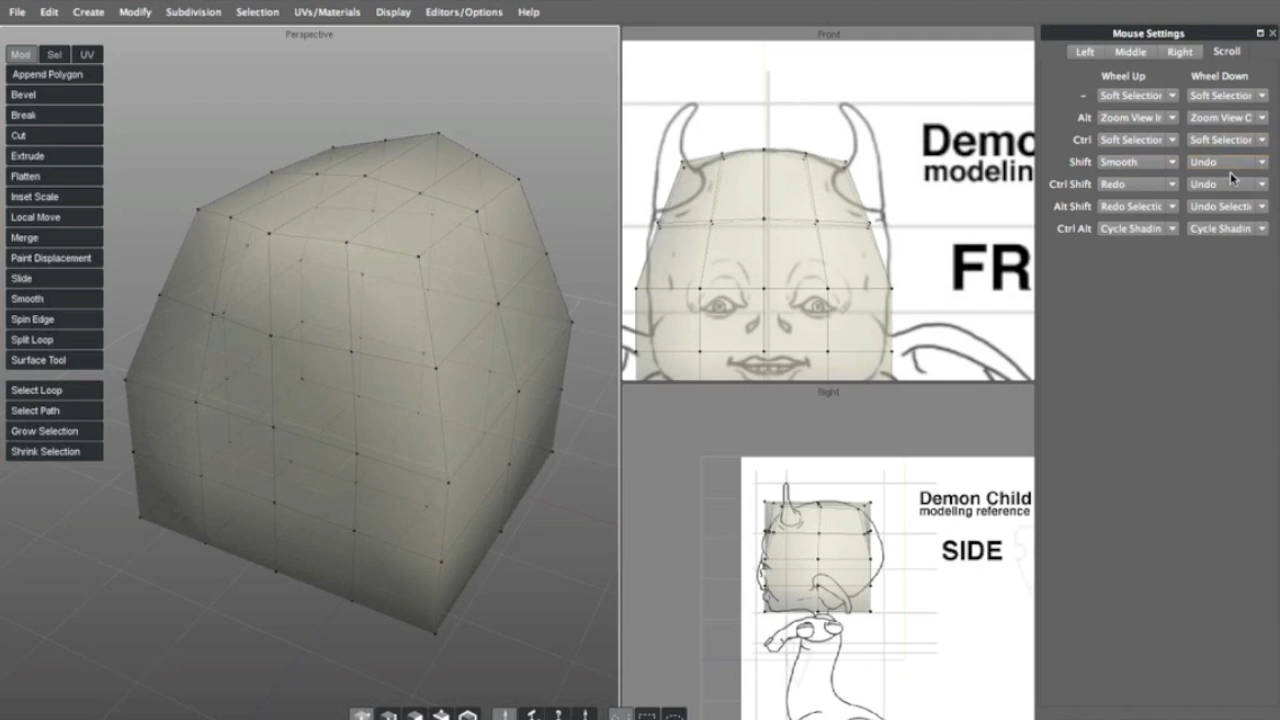 File Edit Create Modify Subdivision Selection UVs/Materials Display Editors/Options Help
Perspective
Mod Sel UV
Append Polygon
Bevel
Break
Cut
Extrude
Flatten
Inset Scale
Local Move
Merge
Paint Displacement
Slide
Smooth
Spin Edge
Split Loop
Surface Tool
Select Loop
Select Path
Grow Selection
Shrink Selection
Front
Demo
modelin
FR
Right
Demon Child
modeling reference
SIDE
Mouse Settings
Left Middle Right Scroll
Wheel Up Wheel Down
– Soft Selection Soft Selection
Alt Zoom View Ir Zoom View C
Ctrl Soft Selection Soft Selection
Shift Smooth Undo
Ctrl Shift Redo Undo
Alt Shift Redo Selectic Undo Selectic
Ctrl Alt Cycle Shadin Cycle Shadin